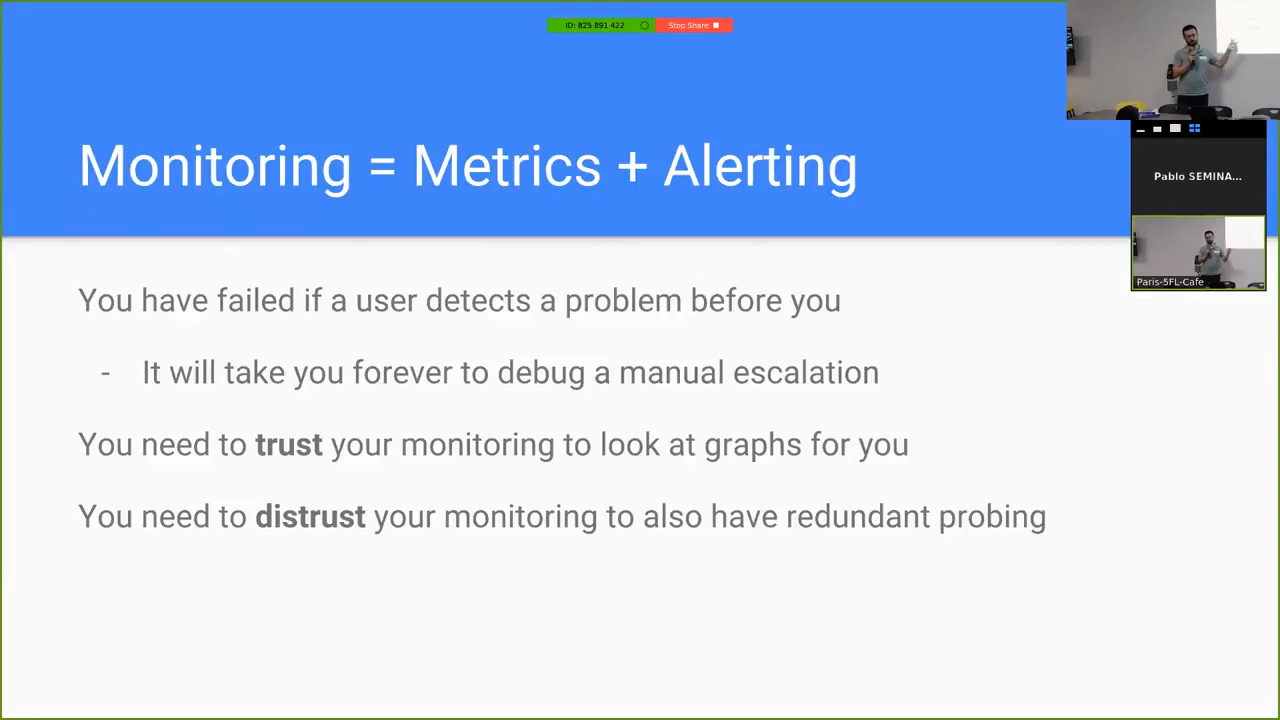 ID: 825 891 422
Stop Share
Monitoring = Metrics + Alerting
Pablo SEMINA...
Paris-5FL-Cafe
You have failed if a user detects a problem before you
- It will take you forever to debug a manual escalation
You need to trust your monitoring to look at graphs for you
You need to distrust your monitoring to also have redundant probing